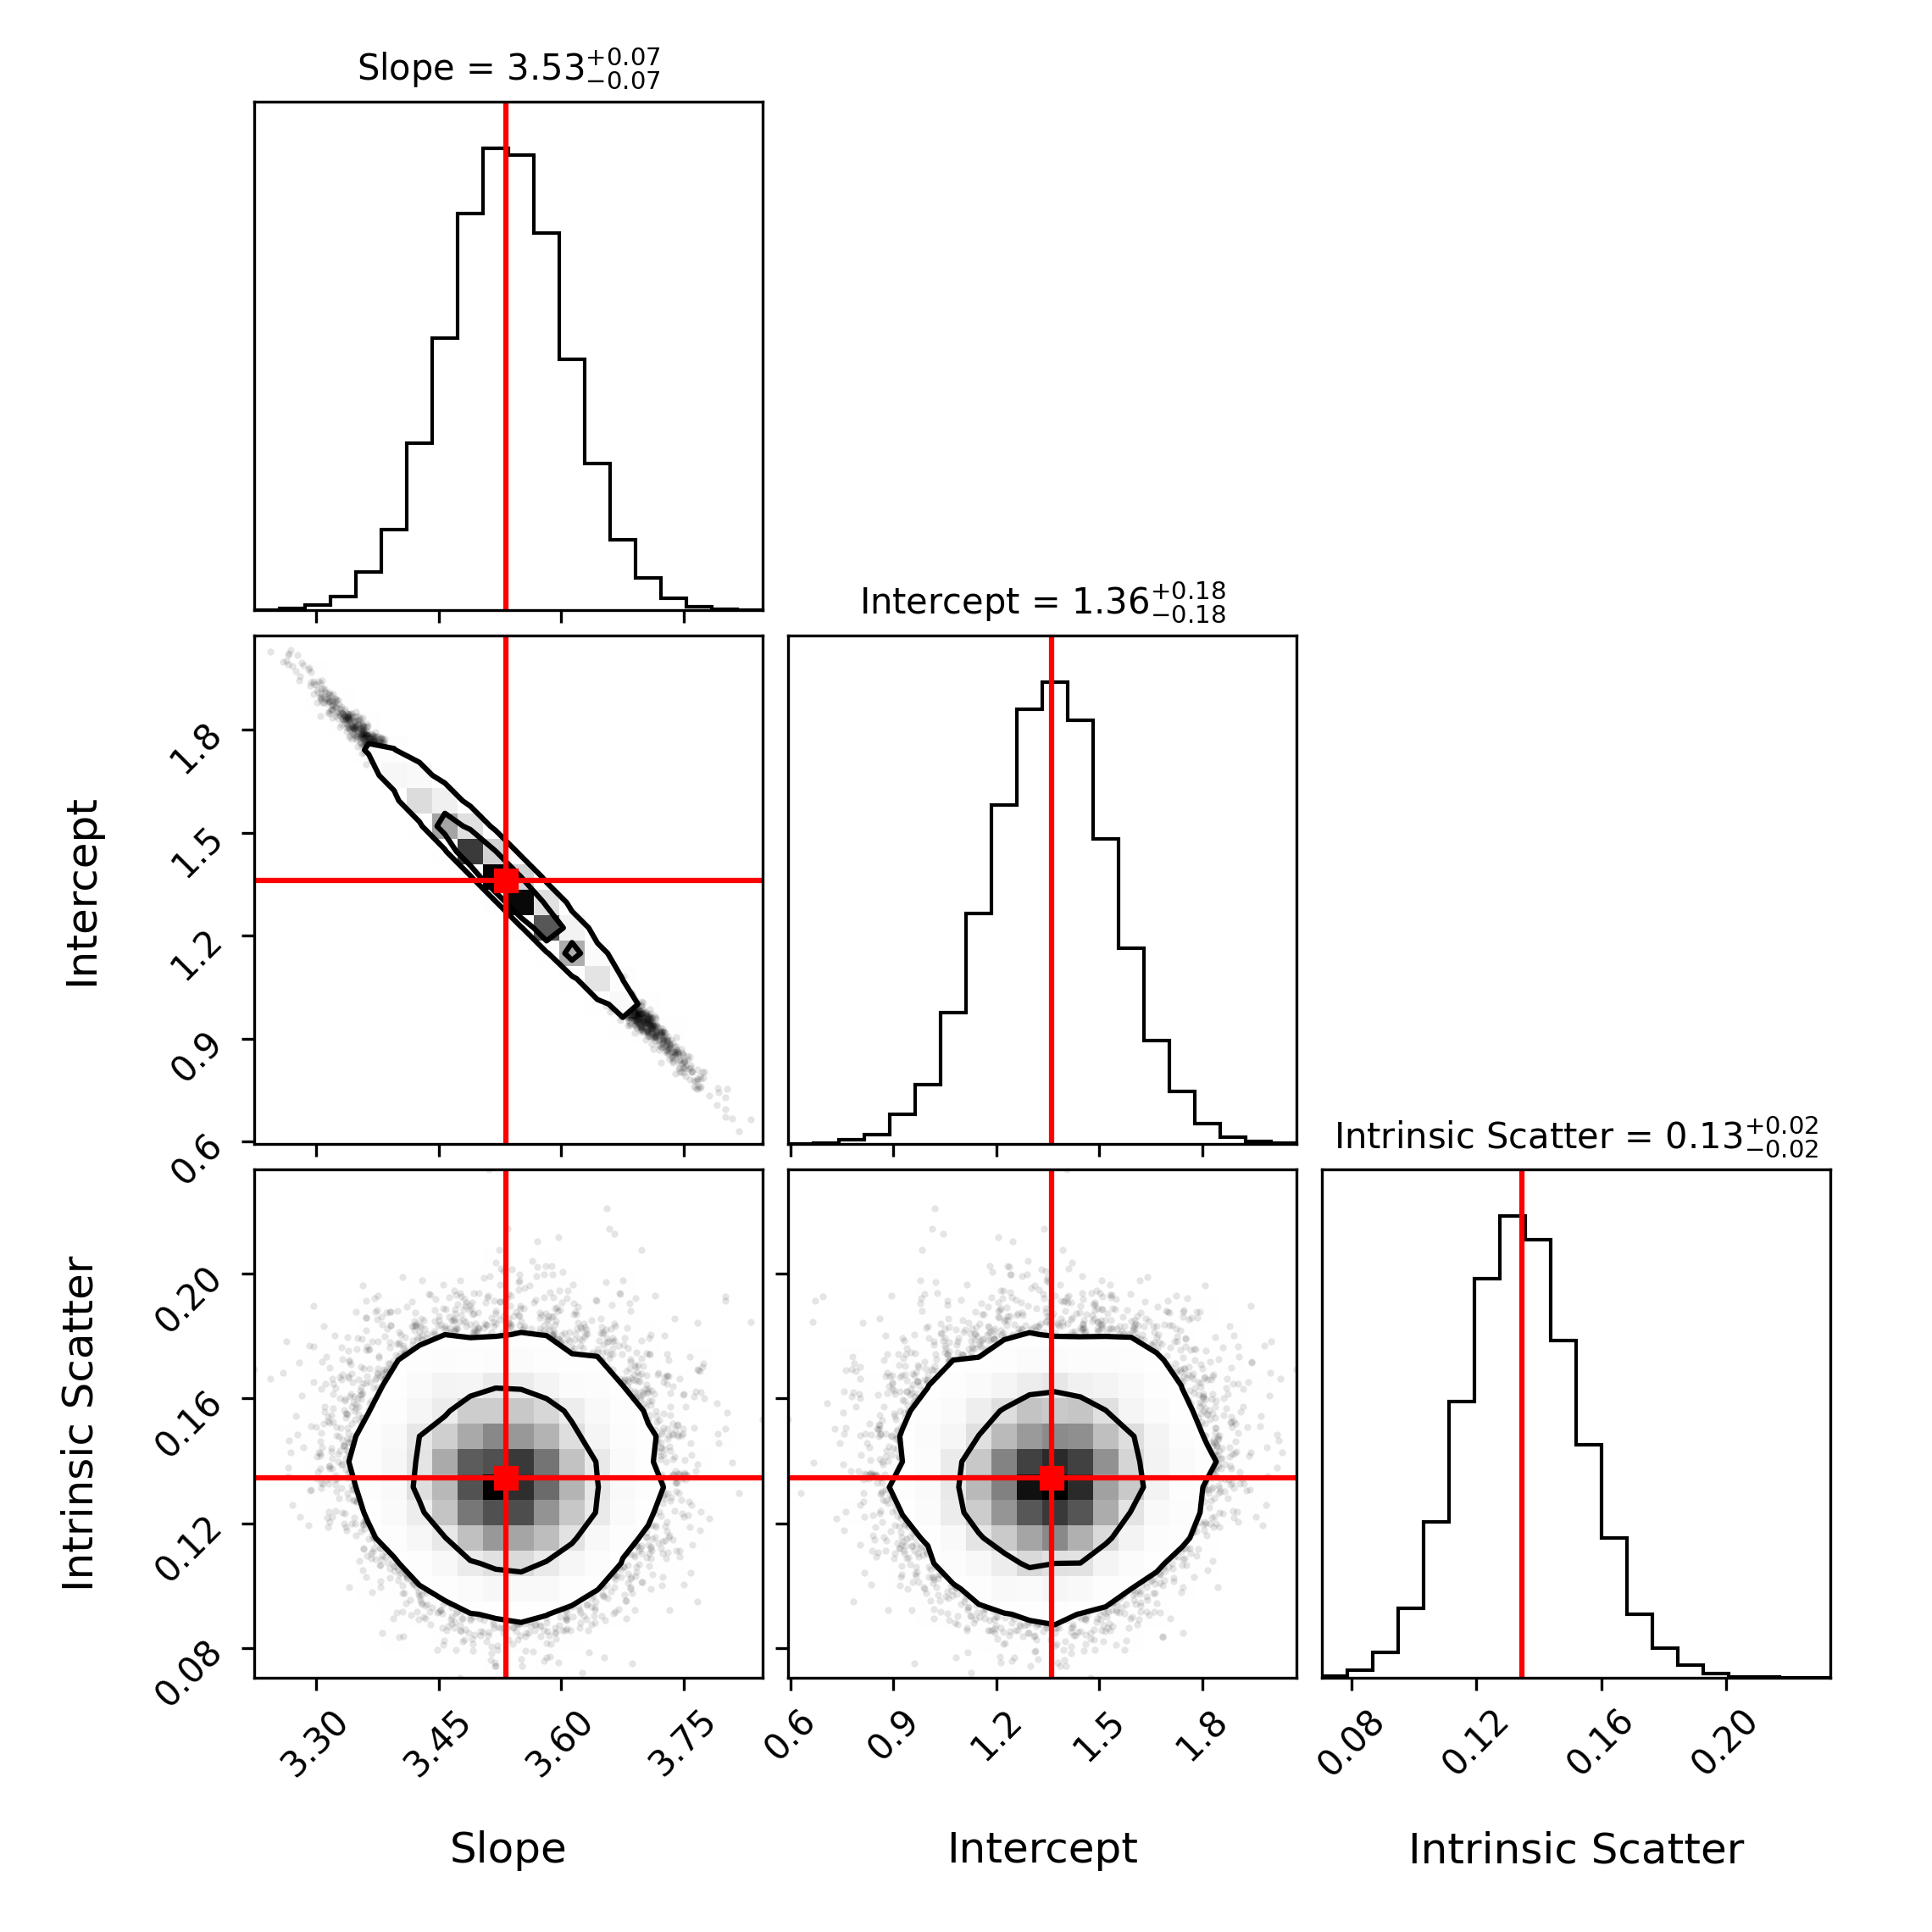 Slope = 3.53+0.07−0.07
Intercept = 1.36+0.18−0.18
Intercept
1.8
1.5
1.2
0.9
0.6
Intrinsic Scatter = 0.13+0.02−0.02
Intrinsic Scatter
0.20
0.16
0.12
0.08
3.30 3.45 3.60 3.75
0.6 0.9 1.2 1.5 1.8
0.08 0.12 0.16 0.20
Slope
Intercept
Intrinsic Scatter